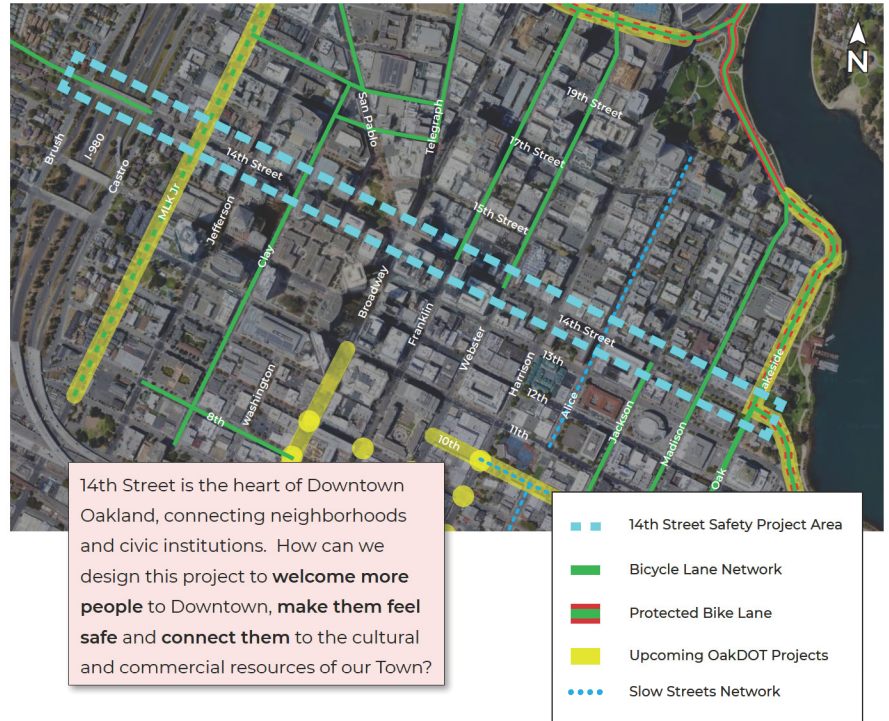 N
19th Street
San Pablo
Telegraph
17th Street
Brush
I-980
14th Street
Castro
MLK Jr
Jefferson
15th Street
Clay
Broadway
Franklin
14th Street
Webster
13th
Harrison
12th
Alice
Lakeside
Washington
8th
11th
10th
Jackson
Madison
Oak
14th Street is the heart of Downtown
Oakland, connecting neighborhoods
and civic institutions. How can we
design this project to welcome more
people to Downtown, make them feel
safe and connect them to the cultural
and commercial resources of our Town?
14th Street Safety Project Area
Bicycle Lane Network
Protected Bike Lane
Upcoming OakDOT Projects
Slow Streets Network